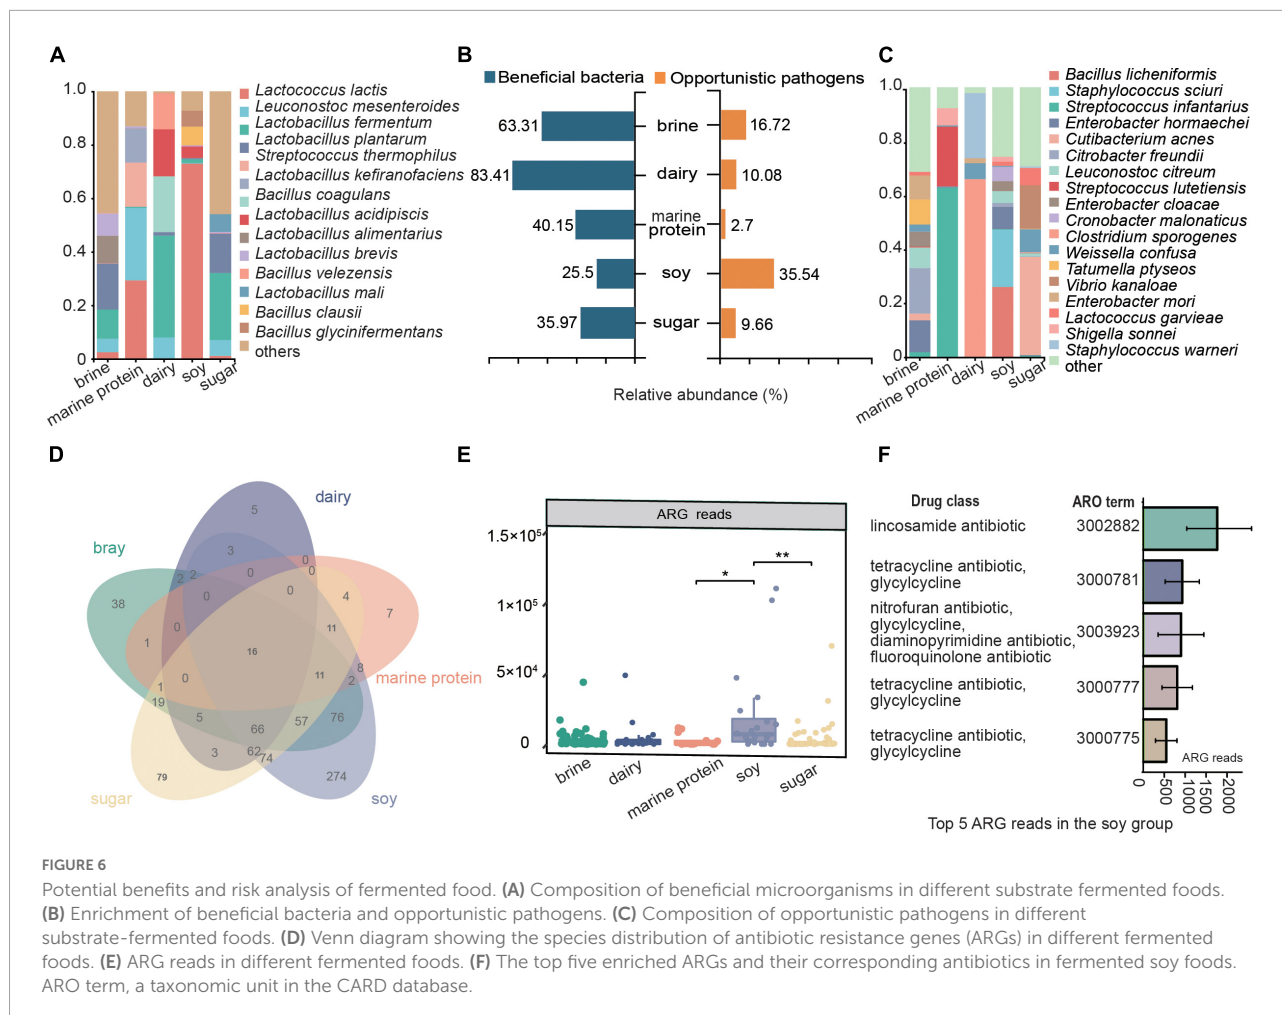 A
1.0
0.8
0.6
0.4
0.2
0
brine
marine protein
dairy
soy
sugar
Lactococcus lactis
Leuconostoc mesenteroides
Lactobacillus fermentum
Lactobacillus plantarum
Streptococcus thermophilus
Lactobacillus kefiranofaciens
Bacillus coagulans
Lactobacillus acidipiscis
Lactobacillus alimentarius
Lactobacillus brevis
Bacillus velezensis
Lactobacillus mali
Bacillus clausii
Bacillus glycinifermentans
others
B
Beneficial bacteria Opportunistic pathogens
63.31 brine 16.72
83.41 dairy 10.08
40.15 marine protein 2.7
25.5 soy 35.54
35.97 sugar 9.66
Relative abundance (%)
C
1.0
0.8
0.6
0.4
0.2
0
brine
marine protein
dairy
soy
sugar
Bacillus licheniformis
Staphylococcus sciuri
Streptococcus infantarius
Enterobacter hormaechei
Cutibacterium acnes
Citrobacter freundii
Leuconostoc citreum
Streptococcus lutetiensis
Enterobacter cloacae
Cronobacter malonaticus
Clostridium sporogenes
Weissella confusa
Tatumella ptyseos
Vibrio kanaloae
Enterobacter mori
Lactococcus garvieae
Shigella sonnei
Staphylococcus warneri
other
D
dairy
bray
marine protein
sugar
soy
5
3
0
2
2
0
0
38
0
0
4
7
0
11
1
16
8
0
11
2
1
19
5
57
76
66
3
62
74
79
274
E
ARG reads
1.5×10⁵
1×10⁵
5×10⁴
0
*
**
brine
dairy
marine protein
soy
sugar
F
Drug class ARO term
lincosamide antibiotic 3002882
tetracycline antibiotic,
glycylcycline
3000781
nitrofuran antibiotic,
glycylcycline,
diaminopyrimidine antibiotic,
fluoroquinolone antibiotic
3003923
tetracycline antibiotic,
glycylcycline
3000777
tetracycline antibiotic,
glycylcycline
3000775
ARG reads
0
500
1000
1500
2000
Top 5 ARG reads in the soy group
FIGURE 6
Potential benefits and risk analysis of fermented food. (A) Composition of beneficial microorganisms in different substrate fermented foods.
(B) Enrichment of beneficial bacteria and opportunistic pathogens. (C) Composition of opportunistic pathogens in different
substrate-fermented foods. (D) Venn diagram showing the species distribution of antibiotic resistance genes (ARGs) in different fermented
foods. (E) ARG reads in different fermented foods. (F) The top five enriched ARGs and their corresponding antibiotics in fermented soy foods.
ARO term, a taxonomic unit in the CARD database.